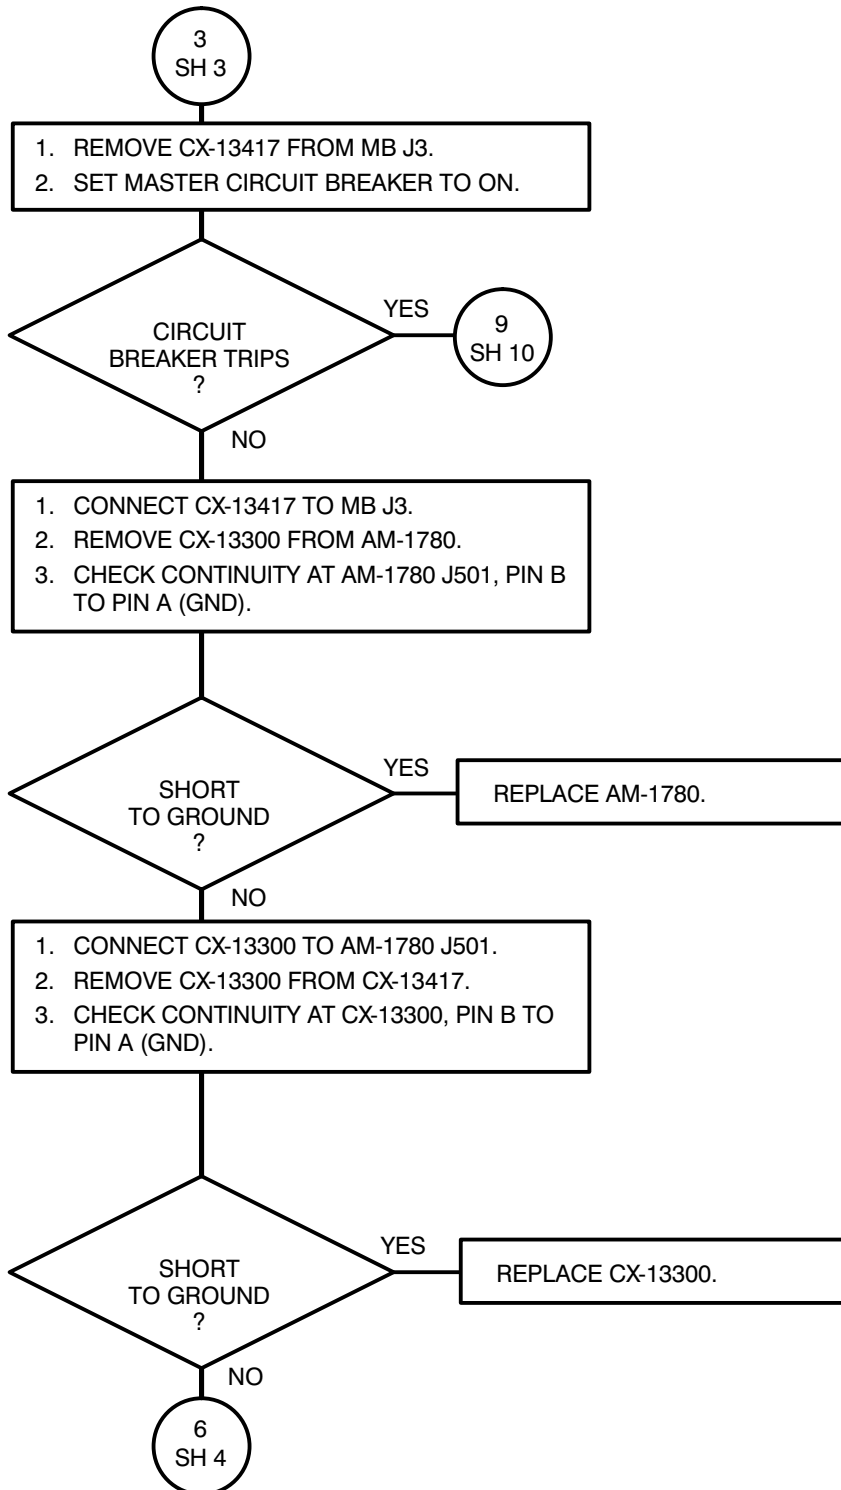 3
SH 3
1. REMOVE CX-13417 FROM MB J3.
2. SET MASTER CIRCUIT BREAKER TO ON.
CIRCUIT
BREAKER TRIPS
?
YES
9
SH 10
NO
1. CONNECT CX-13417 TO MB J3.
2. REMOVE CX-13300 FROM AM-1780.
3. CHECK CONTINUITY AT AM-1780 J501, PIN B
TO PIN A (GND).
SHORT
TO GROUND
?
YES
REPLACE AM-1780.
NO
1. CONNECT CX-13300 TO AM-1780 J501.
2. REMOVE CX-13300 FROM CX-13417.
3. CHECK CONTINUITY AT CX-13300, PIN B TO
PIN A (GND).
SHORT
TO GROUND
?
YES
REPLACE CX-13300.
NO
6
SH 4